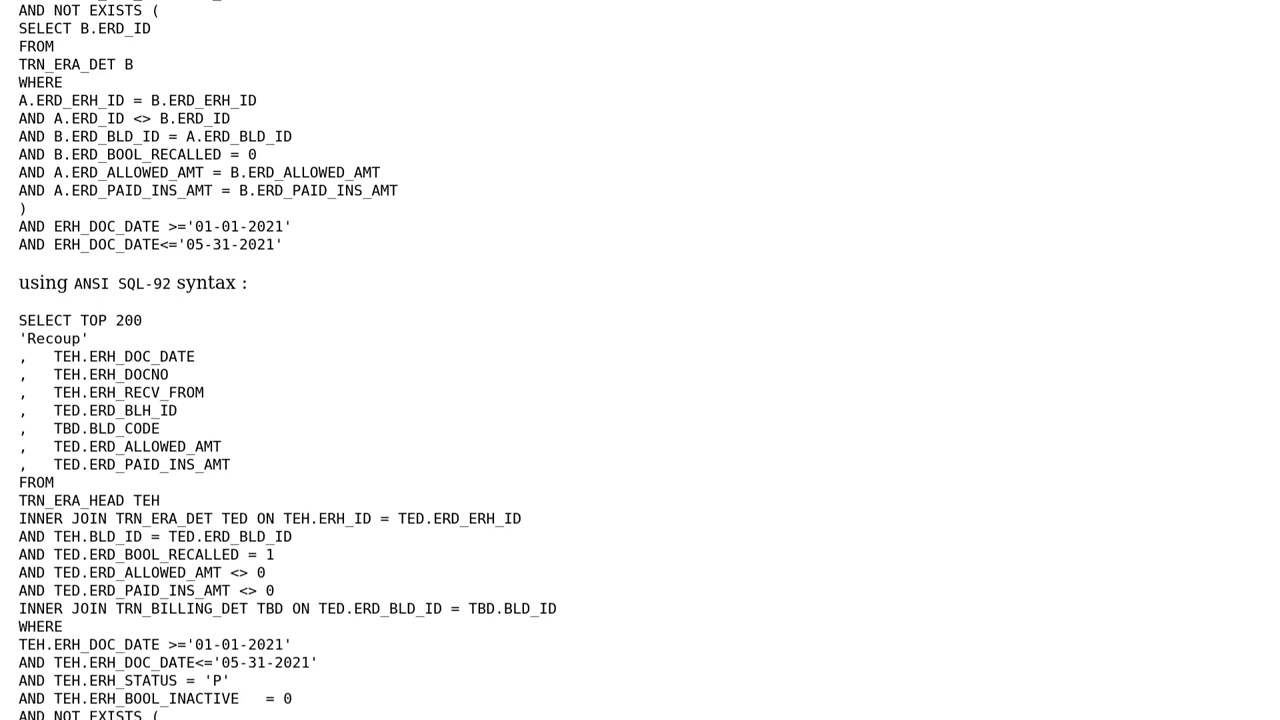 AND NOT EXISTS (
SELECT B.ERD_ID
FROM
TRN_ERA_DET B
WHERE
A.ERD_ERH_ID = B.ERD_ERH_ID
AND A.ERD_ID <> B.ERD_ID
AND B.ERD_BLD_ID = A.ERD_BLD_ID
AND B.ERD_BOOL_RECALLED = 0
AND A.ERD_ALLOWED_AMT = B.ERD_ALLOWED_AMT
AND A.ERD_PAID_INS_AMT = B.ERD_PAID_INS_AMT
)
AND ERH_DOC_DATE >='01-01-2021'
AND ERH_DOC_DATE<='05-31-2021'
using ANSI SQL-92 syntax :
SELECT TOP 200
'Recoup'
,   TEH.ERH_DOC_DATE
,   TEH.ERH_DOCNO
,   TEH.ERH_RECV_FROM
,   TED.ERD_BLH_ID
,   TBD.BLD_CODE
,   TED.ERD_ALLOWED_AMT
,   TED.ERD_PAID_INS_AMT
FROM
TRN_ERA_HEAD TEH
INNER JOIN TRN_ERA_DET TED ON TEH.ERH_ID = TED.ERD_ERH_ID
AND TEH.BLD_ID = TED.ERD_BLD_ID
AND TED.ERD_BOOL_RECALLED = 1
AND TED.ERD_ALLOWED_AMT <> 0
AND TED.ERD_PAID_INS_AMT <> 0
INNER JOIN TRN_BILLING_DET TBD ON TED.ERD_BLD_ID = TBD.BLD_ID
WHERE
TEH.ERH_DOC_DATE >='01-01-2021'
AND TEH.ERH_DOC_DATE<='05-31-2021'
AND TEH.ERH_STATUS = 'P'
AND TEH.ERH_BOOL_INACTIVE   = 0
AND NOT EXISTS (